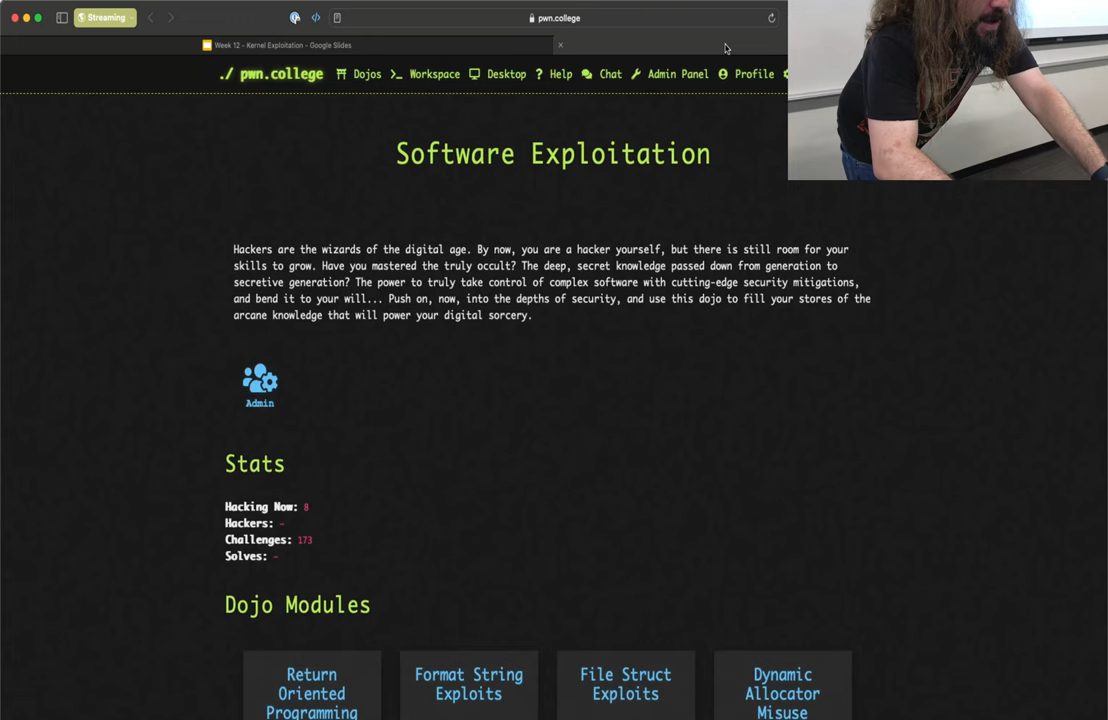 Streaming
pwn.college
Week 12 - Kernel Exploitation - Google Slides
./ pwn.college
Dojos
Workspace
Desktop
Help
Chat
Admin Panel
Profile
Software Exploitation
Hackers are the wizards of the digital age. By now, you are a hacker yourself, but there is still room for your
skills to grow. Have you mastered the truly occult? The deep, secret knowledge passed down from generation to
secretive generation? The power to truly take control of complex software with cutting-edge security mitigations,
and bend it to your will... Push on, now, into the depths of security, and use this dojo to fill your stores of the
arcane knowledge that will power your digital sorcery.
Admin
Stats
Hacking Now: 8
Hackers: -
Challenges: 173
Solves: -
Dojo Modules
Return
Oriented
Programming
Format String
Exploits
File Struct
Exploits
Dynamic
Allocator
Misuse